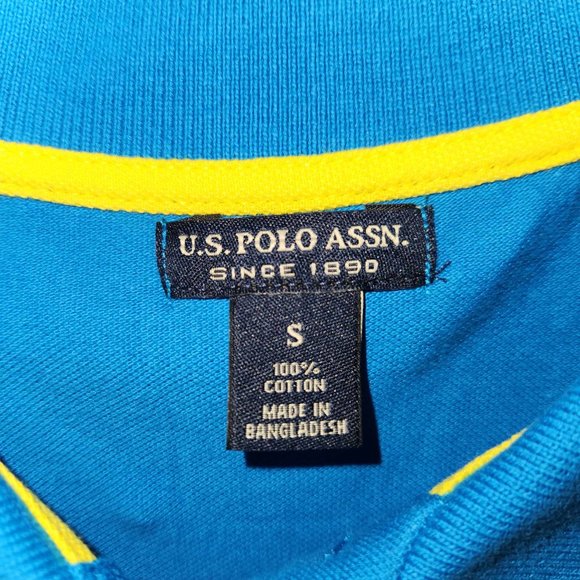 U.S. POLO ASSN.
SINCE 1890
S
100%
COTTON
MADE IN
BANGLADESH